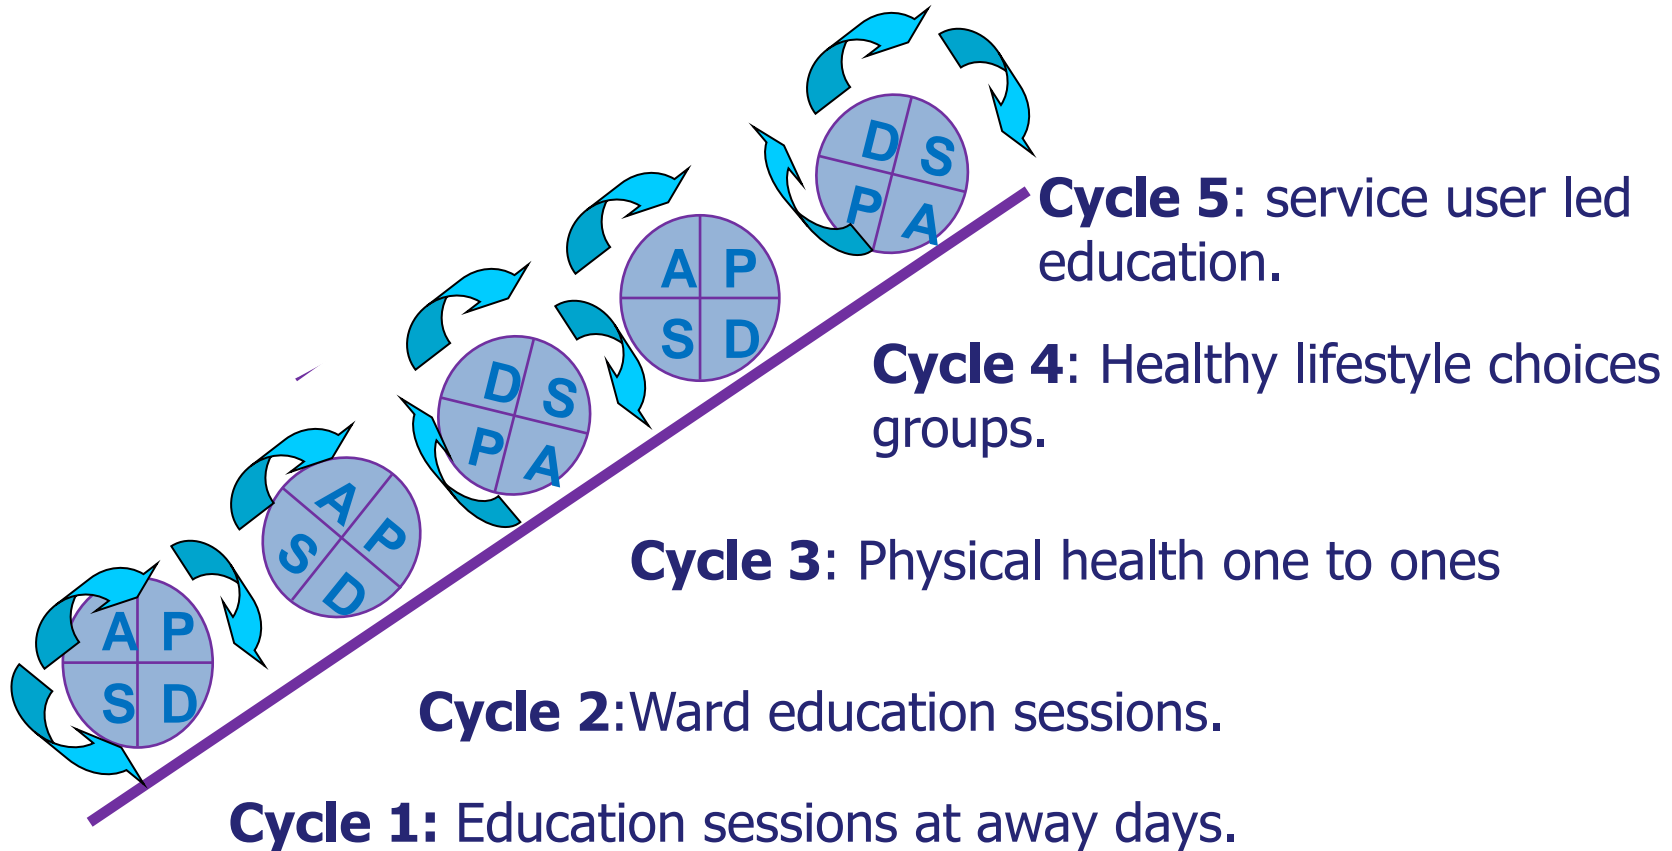 D S
P A
Cycle 5: service user led
education.
A P
S D
Cycle 4: Healthy lifestyle choices
groups.
D S
P A
Cycle 3: Physical health one to ones
A P
S D
Cycle 2:Ward education sessions.
A P
S D
Cycle 1: Education sessions at away days.